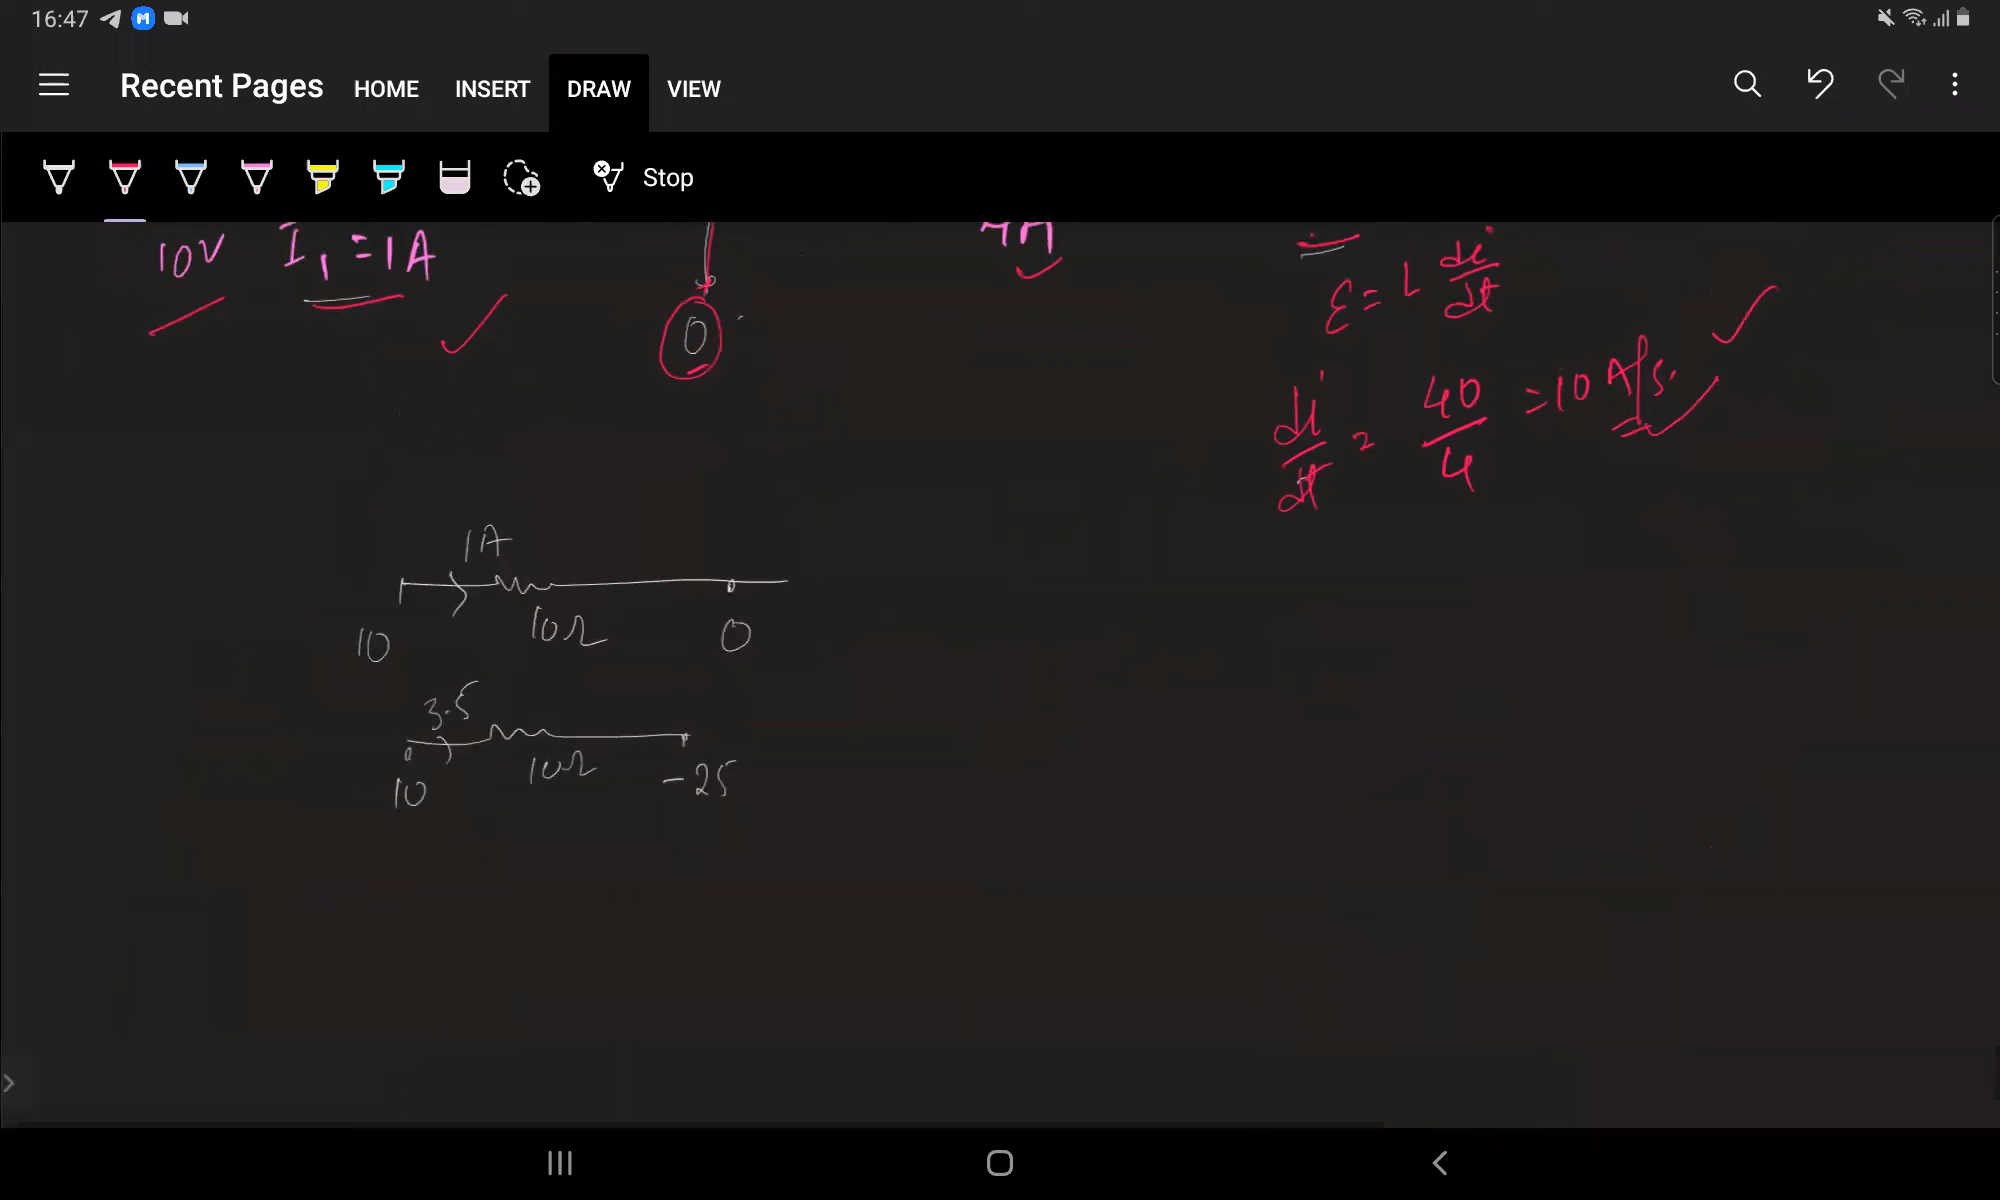 16:47
Recent Pages HOME INSERT DRAW VIEW
Stop
10V I₁ = 1A
0
4H
ε = L di/dt
di/dt = 40/4 = 10 A/s.
1A
10Ω
10
0
3.5
10Ω
10
-25